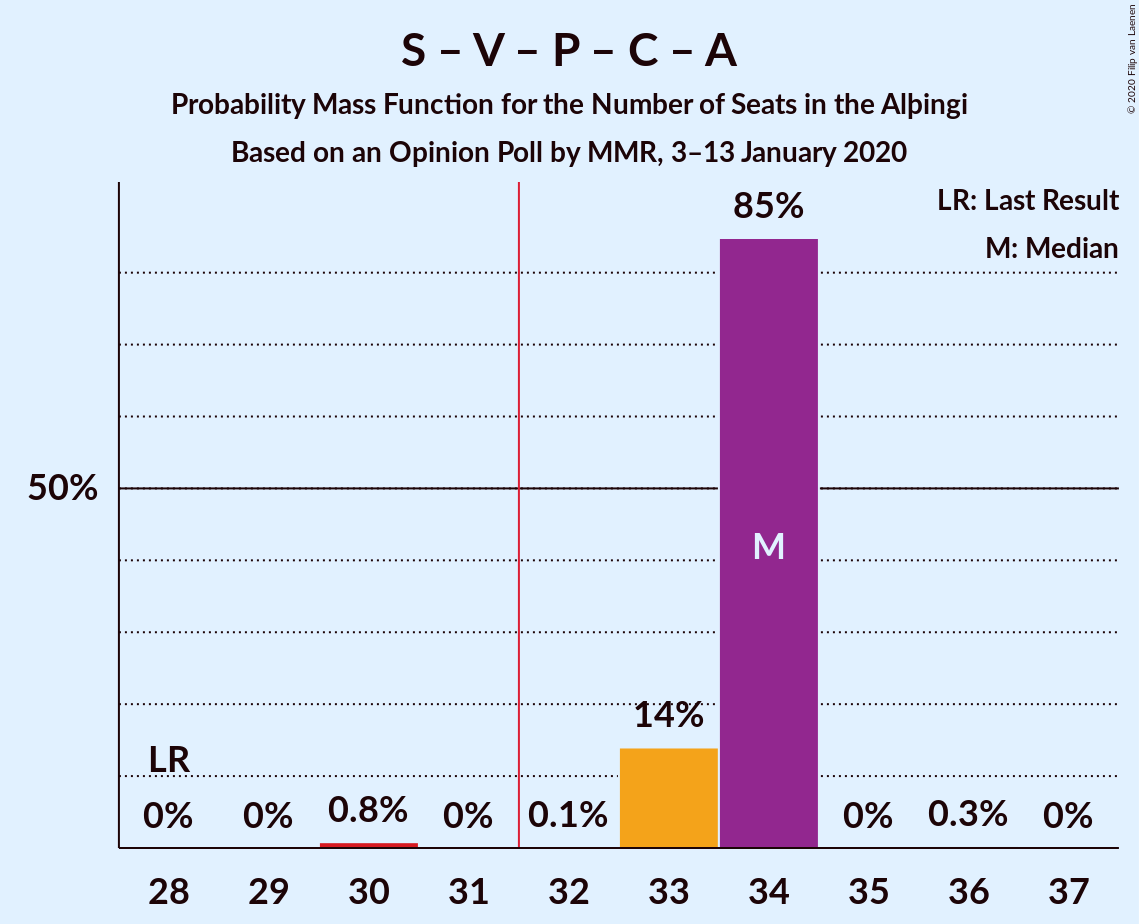 S – V – P – C – A
Probability Mass Function for the Number of Seats in the Alþingi
Based on an Opinion Poll by MMR, 3–13 January 2020
© 2020 Filip van Laenen
LR: Last Result
M: Median
85%
50%
M
14%
LR
0% 0% 0.8% 0% 0.1% 0% 0.3% 0%
28 29 30 31 32 33 34 35 36 37